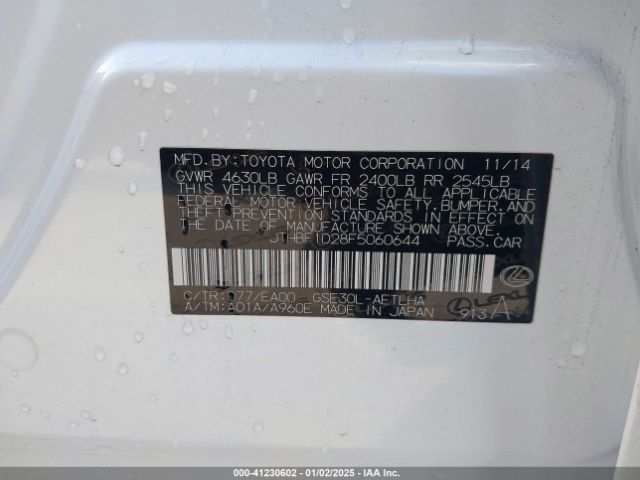 MFD. BY: TOYOTA MOTOR CORPORATION 11/14
GVWR 4630LB GAWR FR 2400LB RR 2545LB
THIS VEHICLE CONFORMS TO ALL APPLICABLE
FEDERAL MOTOR VEHICLE SAFETY, BUMPER, AND
THEFT PREVENTION STANDARDS IN EFFECT ON
THE DATE OF MANUFACTURE SHOWN ABOVE.
JTHBF1D28F5060644 PASS. CAR
C/TR: 077/EA00 GSE30L-AETLHA
A/TM: A01A/A960E MADE IN JAPAN 913 A
000-41230602 - 01/02/2025 - IAA Inc.